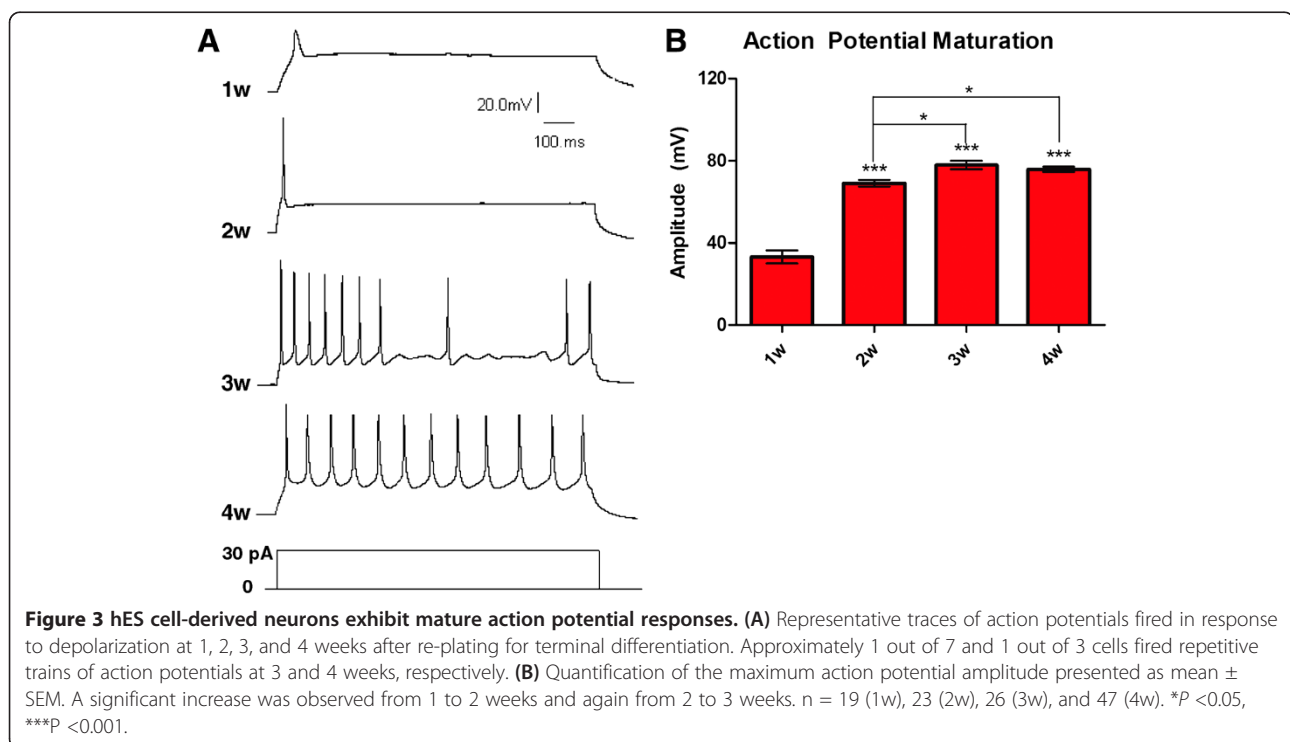 A
1w
20.0mV
100.ms
2w
3w
4w
30 pA
0
B Action Potential Maturation
Amplitude (mV)
120
80
40
0
*
*
***
***
***
1w 2w 3w 4w
Figure 3 hES cell-derived neurons exhibit mature action potential responses. (A) Representative traces of action potentials fired in response
to depolarization at 1, 2, 3, and 4 weeks after re-plating for terminal differentiation. Approximately 1 out of 7 and 1 out of 3 cells fired repetitive
trains of action potentials at 3 and 4 weeks, respectively. (B) Quantification of the maximum action potential amplitude presented as mean ±
SEM. A significant increase was observed from 1 to 2 weeks and again from 2 to 3 weeks. n = 19 (1w), 23 (2w), 26 (3w), and 47 (4w). *P <0.05,
***P <0.001.